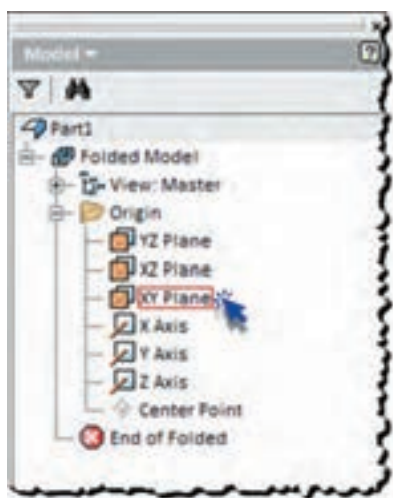 Model
Part1
Folded Model
View: Master
Origin
YZ Plane
XZ Plane
XY Plane
X Axis
Y Axis
Z Axis
Center Point
End of Folded